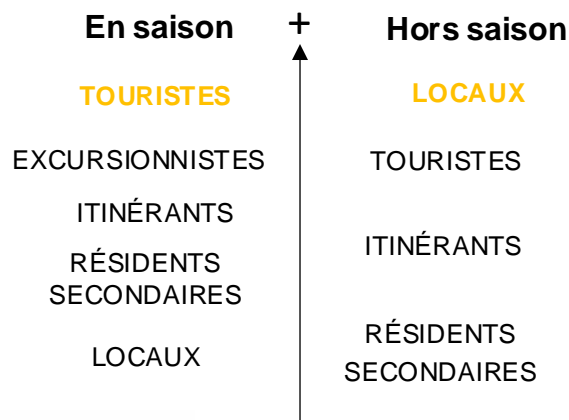 En saison
+
Hors saison
TOURISTES
EXCURSIONNISTES
ITINÉRANTS
RÉSIDENTS
SECONDAIRES
LOCAUX
LOCAUX
TOURISTES
ITINÉRANTS
RÉSIDENTS
SECONDAIRES